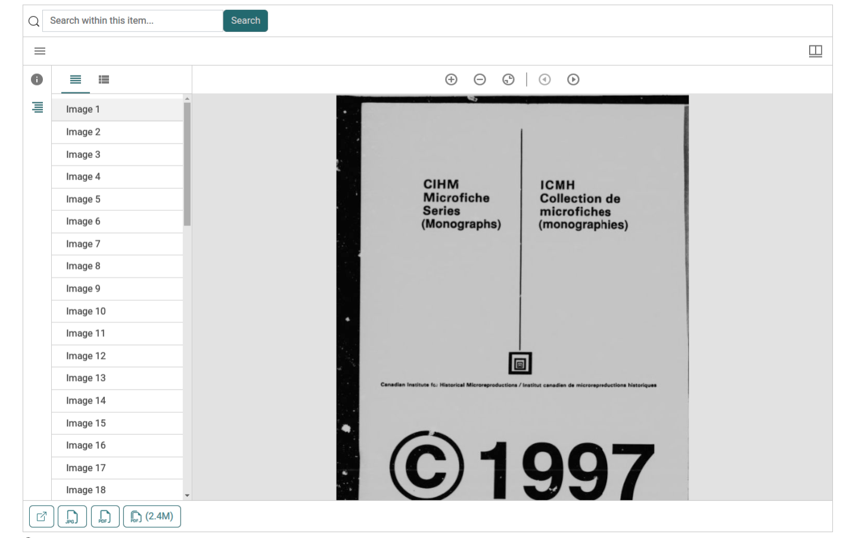 Search within this item...
Search
Image 1
Image 2
Image 3
Image 4
Image 5
Image 6
Image 7
Image 8
Image 9
Image 10
Image 11
Image 12
Image 13
Image 14
Image 15
Image 16
Image 17
Image 18
CIHM
Microfiche
Series
(Monographs)
ICMH
Collection de
microfiches
(monographies)
Canadian Institute for Historical Microreproductions / Institut canadien de microreproductions historiques
© 1997
JPG
PDF
PDF (2.4M)